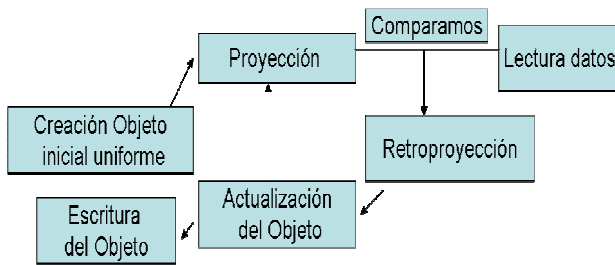 Comparamos
Proyección
Lectura datos
Creación Objeto
inicial uniforme
Retroproyección
Actualización
del Objeto
Escritura
del Objeto